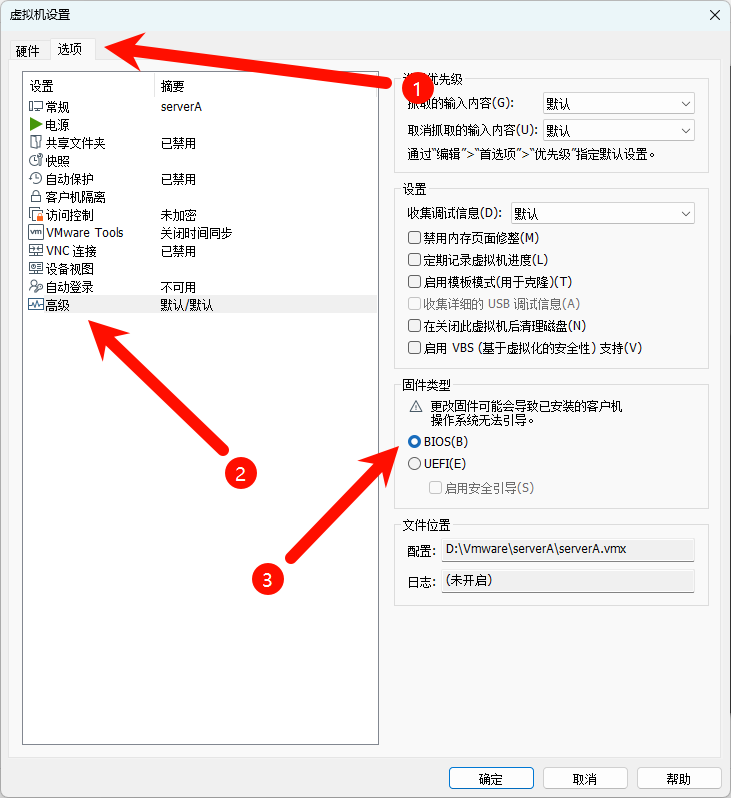 虚拟机设置
硬件 选项
设置 摘要
常规 serverA
电源
共享文件夹 已禁用
快照
自动保护 已禁用
客户机隔离
访问控制 未加密
VMware Tools 关闭时间同步
VNC 连接 已禁用
设备视图
自动登录 不可用
高级 默认/默认
1
2
3
优先级
抓取的输入内容(G): 默认
取消抓取的输入内容(U): 默认
通过"编辑">"首选项">"优先级"指定默认设置。
设置
收集调试信息(D): 默认
禁用内存页面修整(M)
定期记录虚拟机进度(L)
启用模板模式(用于克隆)(T)
收集详细的 USB 调试信息(A)
在关闭此虚拟机后清理磁盘(N)
启用 VBS (基于虚拟化的安全性) 支持(V)
固件类型
更改固件可能会导致已安装的客户机
操作系统无法引导。
BIOS(B)
UEFI(E)
启用安全引导(S)
文件位置
配置: D:\Vmware\serverA\serverA.vmx
日志: (未开启)
确定 取消 帮助